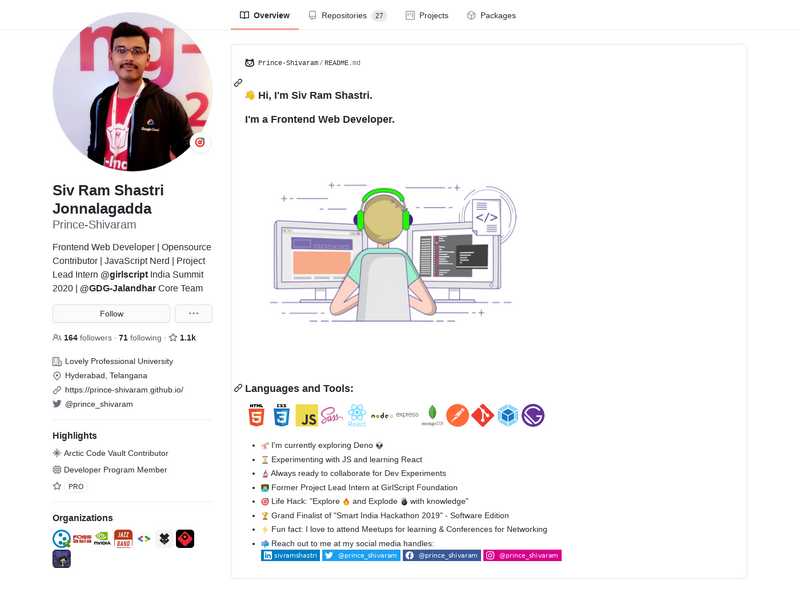 Overview
Repositories 27
Projects
Packages
Siv Ram Shastri
Jonnalagadda
Prince-Shivaram
Frontend Web Developer | Opensource
Contributor | JavaScript Nerd | Project
Lead Intern @girlscript India Summit
2020 | @GDG-Jalandhar Core Team
Follow
164 followers · 71 following · 1.1k
Lovely Professional University
Hyderabad, Telangana
https://prince-shivaram.github.io/
@prince_shivaram
Highlights
Arctic Code Vault Contributor
Developer Program Member
PRO
Organizations
NVIDIA
JAZZ
BAND
Prince-Shivaram/README.md
👋 Hi, I'm Siv Ram Shastri.
I'm a Frontend Web Developer.
</>
Languages and Tools:
HTML
5
CSS
3
JS
Sass
React
node
express
mongoDB
I'm currently exploring Deno
Experimenting with JS and learning React
Always ready to collaborate for Dev Experiments
Former Project Lead Intern at GirlScript Foundation
Life Hack: "Explore 🔥 and Explode 💣 with knowledge"
Grand Finalist of "Smart India Hackathon 2019" - Software Edition
Fun fact: I love to attend Meetups for learning & Conferences for Networking
Reach out to me at my social media handles:
sivramshastri
@prince_shivaram
@prince_shivaram
@prince_shivaram